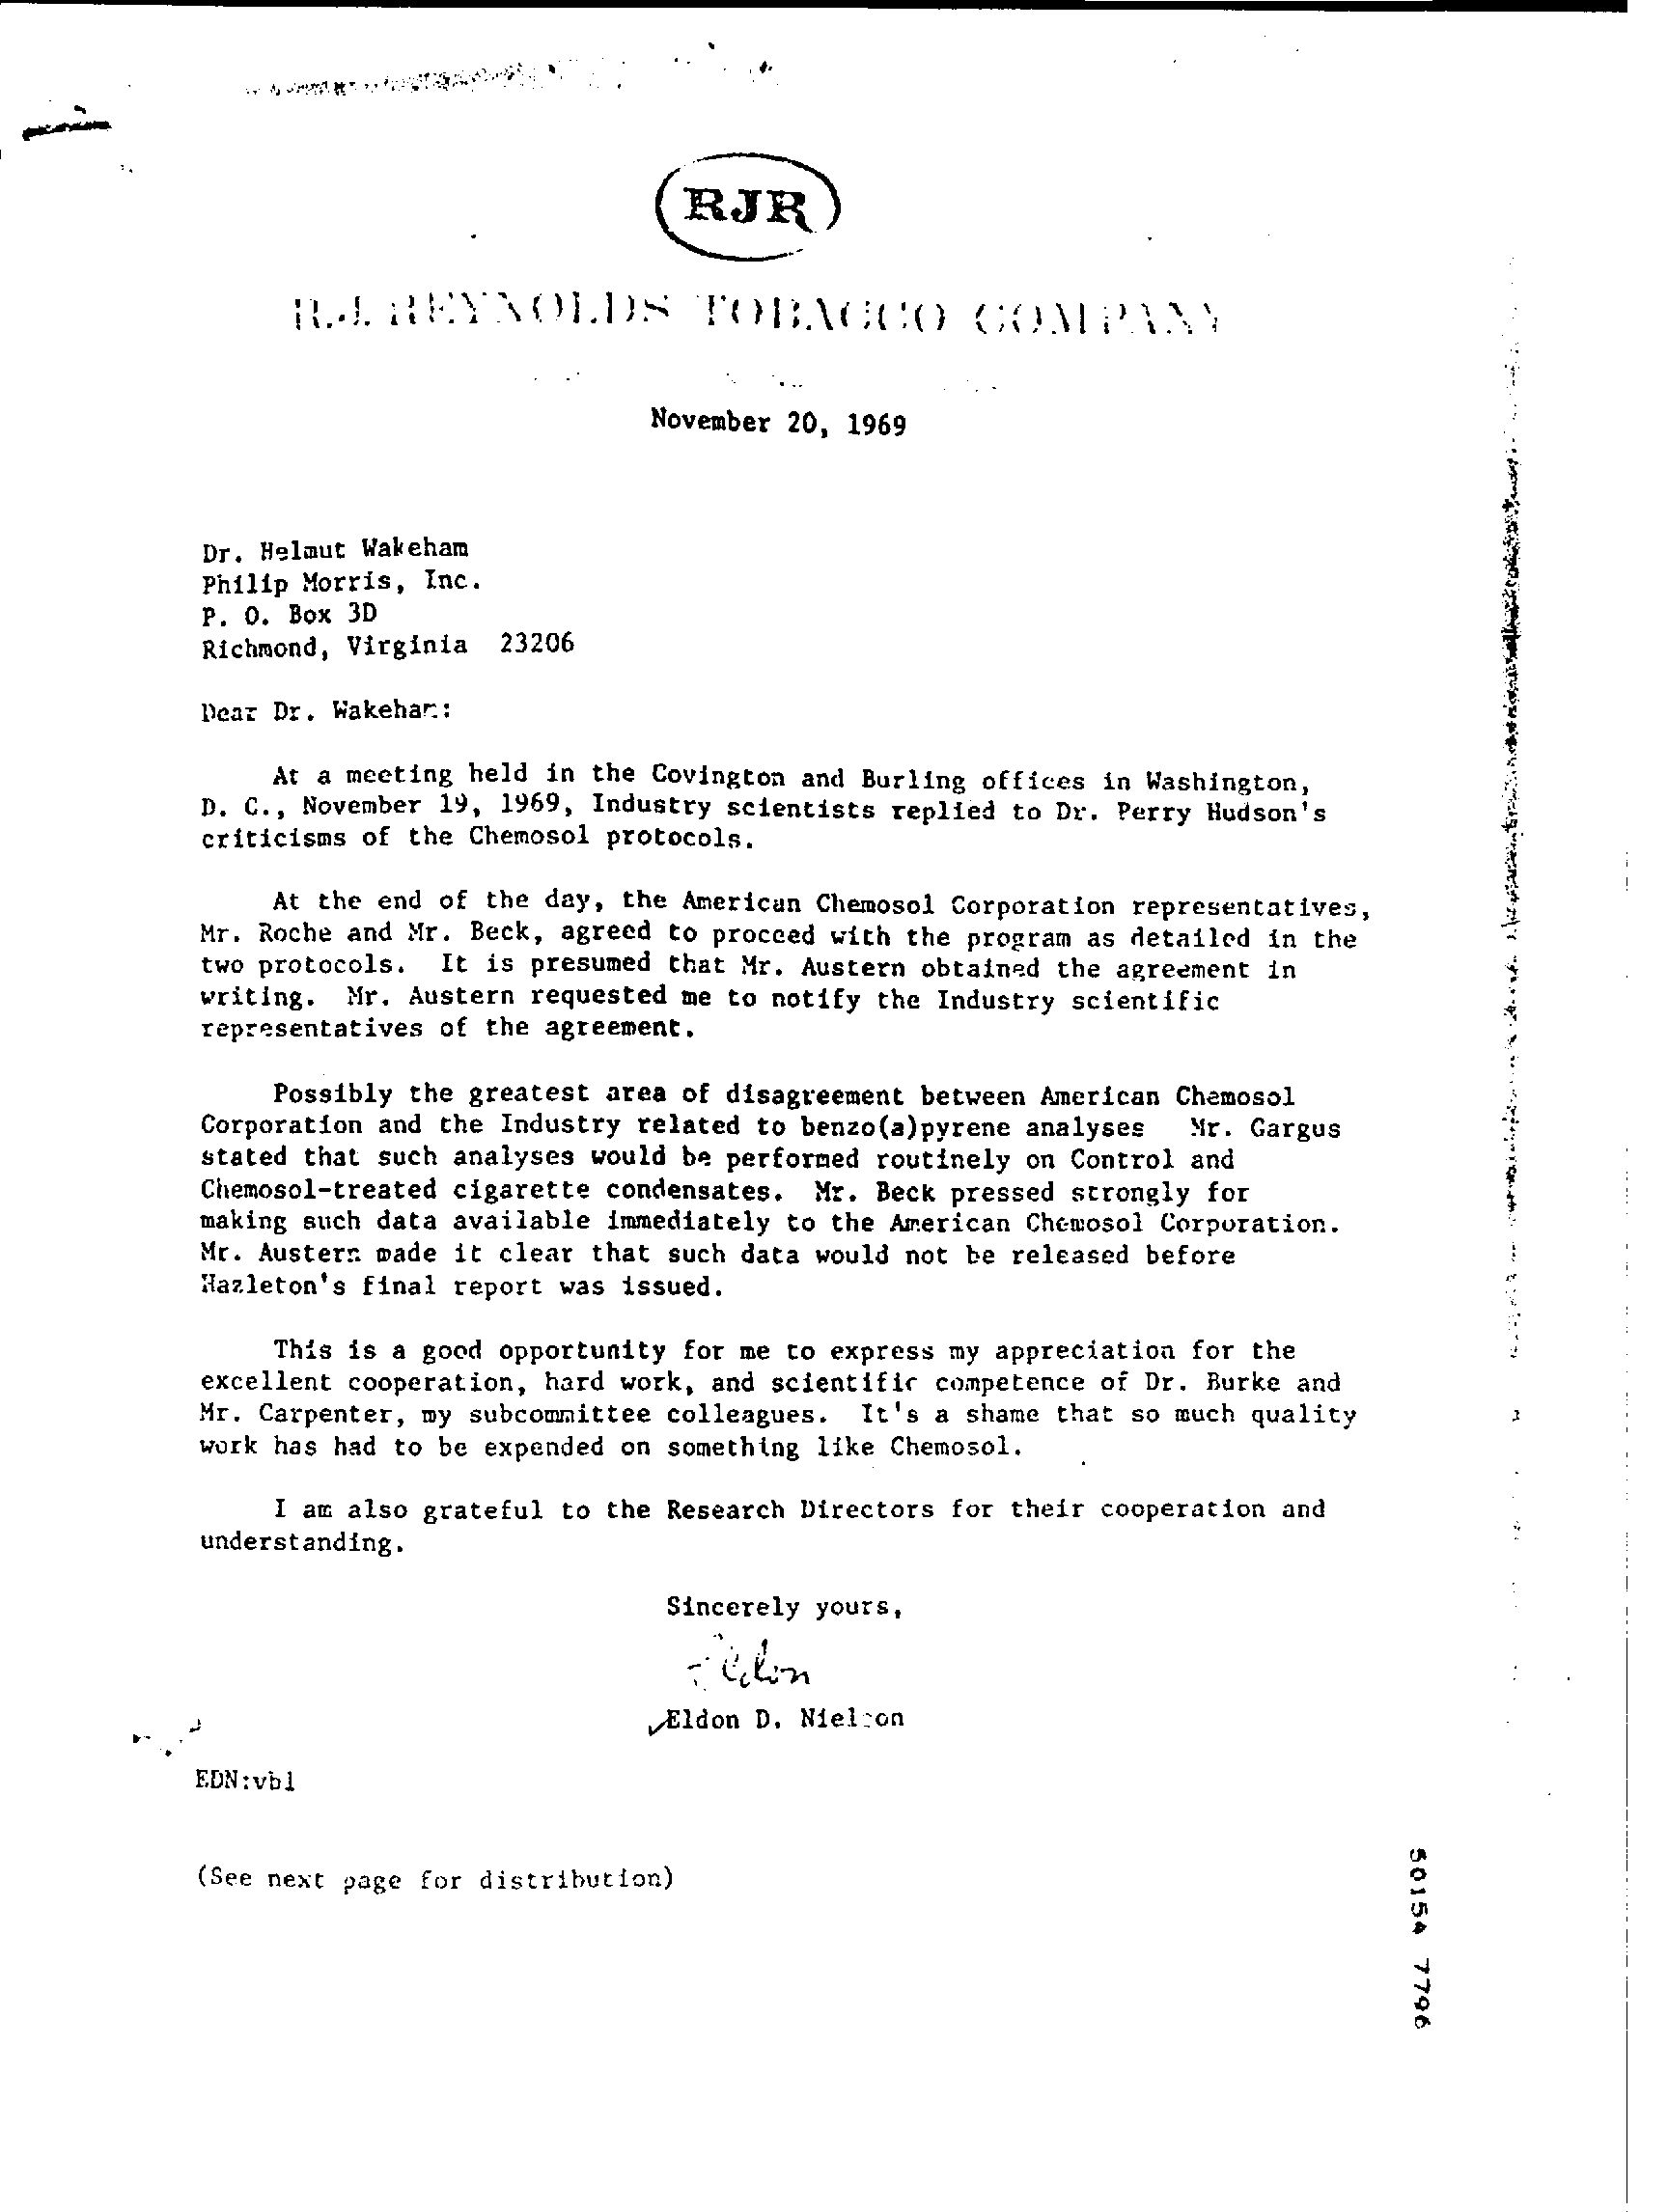 RJR
R.J. REYNOLDS TOBACCO COMPANY
November 20, 1969
Dr. Helmut Wakeham
Philip Morris, Inc.
P. O. Box 3D
Richmond, Virginia 23206
Dear Dr. Wakeham:
At a meeting held in the Covington and Burling offices in Washington,
D. C., November 19, 1969, Industry scientists replied to Dr. Perry Hudson's
criticisms of the Chemosol protocols.
At the end of the day, the American Chemosol Corporation representatives,
Mr. Roche and Mr. Beck, agreed to proceed with the program as detailed in the
two protocols. It is presumed that Mr. Austern obtained the agreement in
writing. Mr. Austern requested me to notify the Industry scientific
representatives of the agreement.
Possibly the greatest area of disagreement between American Chemosol
Corporation and the Industry related to benzo(a)pyrene analyses Mr. Gargus
stated that such analyses would be performed routinely on Control and
Chemosol-treated cigarette condensates. Mr. Beck pressed strongly for
making such data available immediately to the American Chemosol Corporation.
Mr. Austern made it clear that such data would not be released before
Hazleton's final report was issued.
This is a good opportunity for me to express my appreciation for the
excellent cooperation, hard work, and scientific competence of Dr. Burke and
Mr. Carpenter, my subcommittee colleagues. It's a shame that so much quality
work has had to be expended on something like Chemosol.
I am also grateful to the Research Directors for their cooperation and
understanding.
Sincerely yours,
Eldon
Eldon D. Nielson
EDN:vbl
(See next page for distribution)
50154 7796